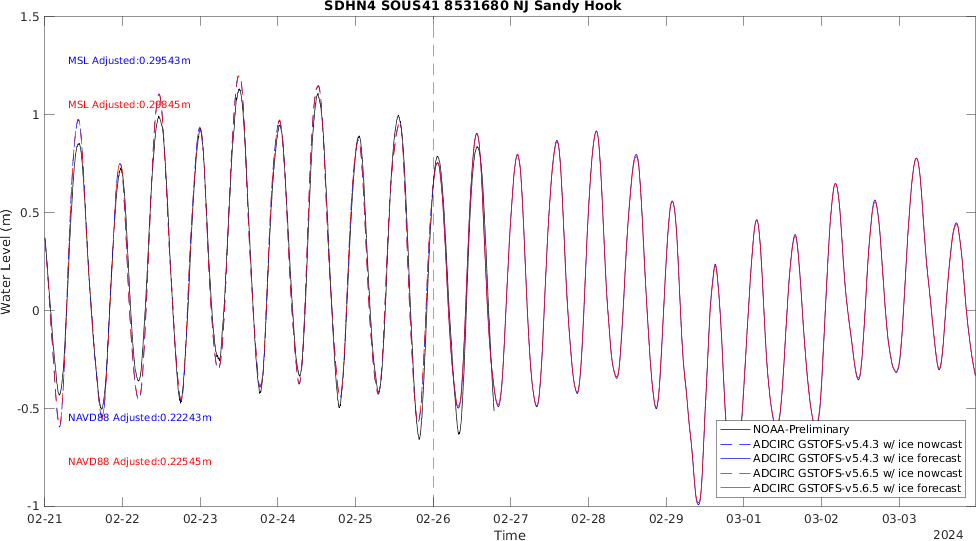 SDHN4 SOUS41 8531680 NJ Sandy Hook
Water Level (m)
1.5
1
0.5
0
-0.5
-1
MSL Adjusted:0.29543m
MSL Adjusted:0.29845m
NAVD88 Adjusted:0.22243m
NAVD88 Adjusted:0.22545m
NOAA-Preliminary
ADCIRC GSTOFS-v5.4.3 w/ ice nowcast
ADCIRC GSTOFS-v5.4.3 w/ ice forecast
ADCIRC GSTOFS-v5.6.5 w/ ice nowcast
ADCIRC GSTOFS-v5.6.5 w/ ice forecast
02-21 02-22 02-23 02-24 02-25 02-26 02-27 02-28 02-29 03-01 03-02 03-03
Time
2024